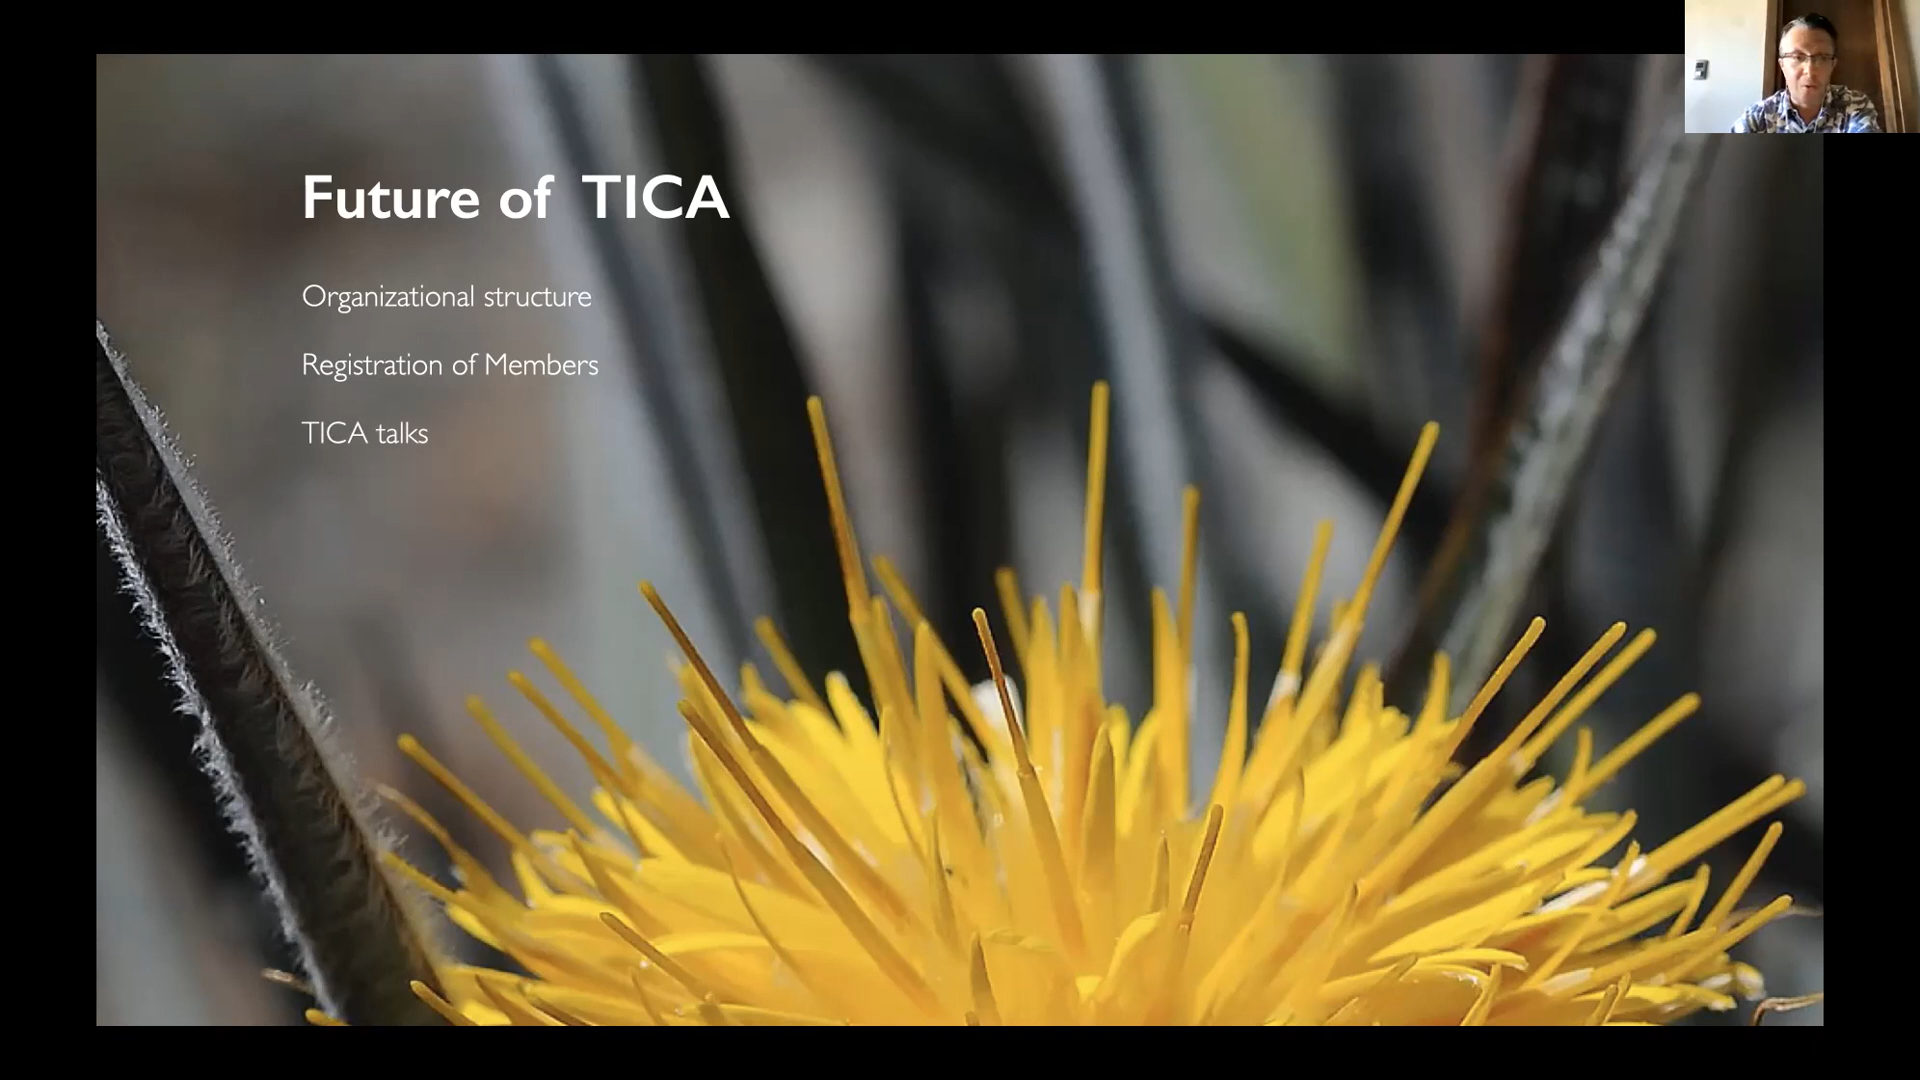 Future of TICA
Organizational structure
Registration of Members
TICA talks